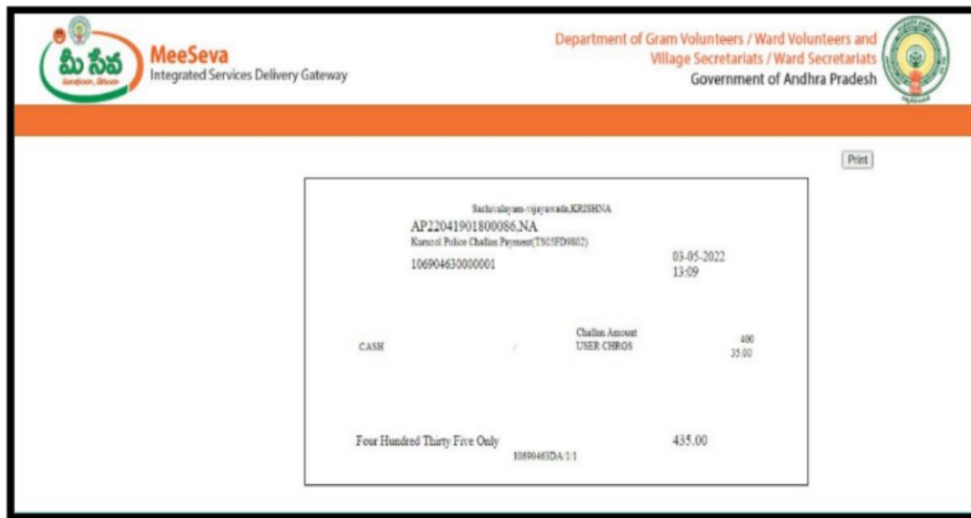 మీ సేవ
MeeSeva
Integrated Services Delivery Gateway
Department of Gram Volunteers / Ward Volunteers and
Village Secretariats / Ward Secretariats
Government of Andhra Pradesh
Print
Sachivalayam-vijayawada,KRISHNA
AP22041901800086,NA
Kurnool Police Challan Payment(TS05FD9802)
106904630000001
03-05-2022
13:09
CASH
/
Challan Amount
400
USER CHRGS
35.00
Four Hundred Thirty Five Only
435.00
10690463DA/1/1